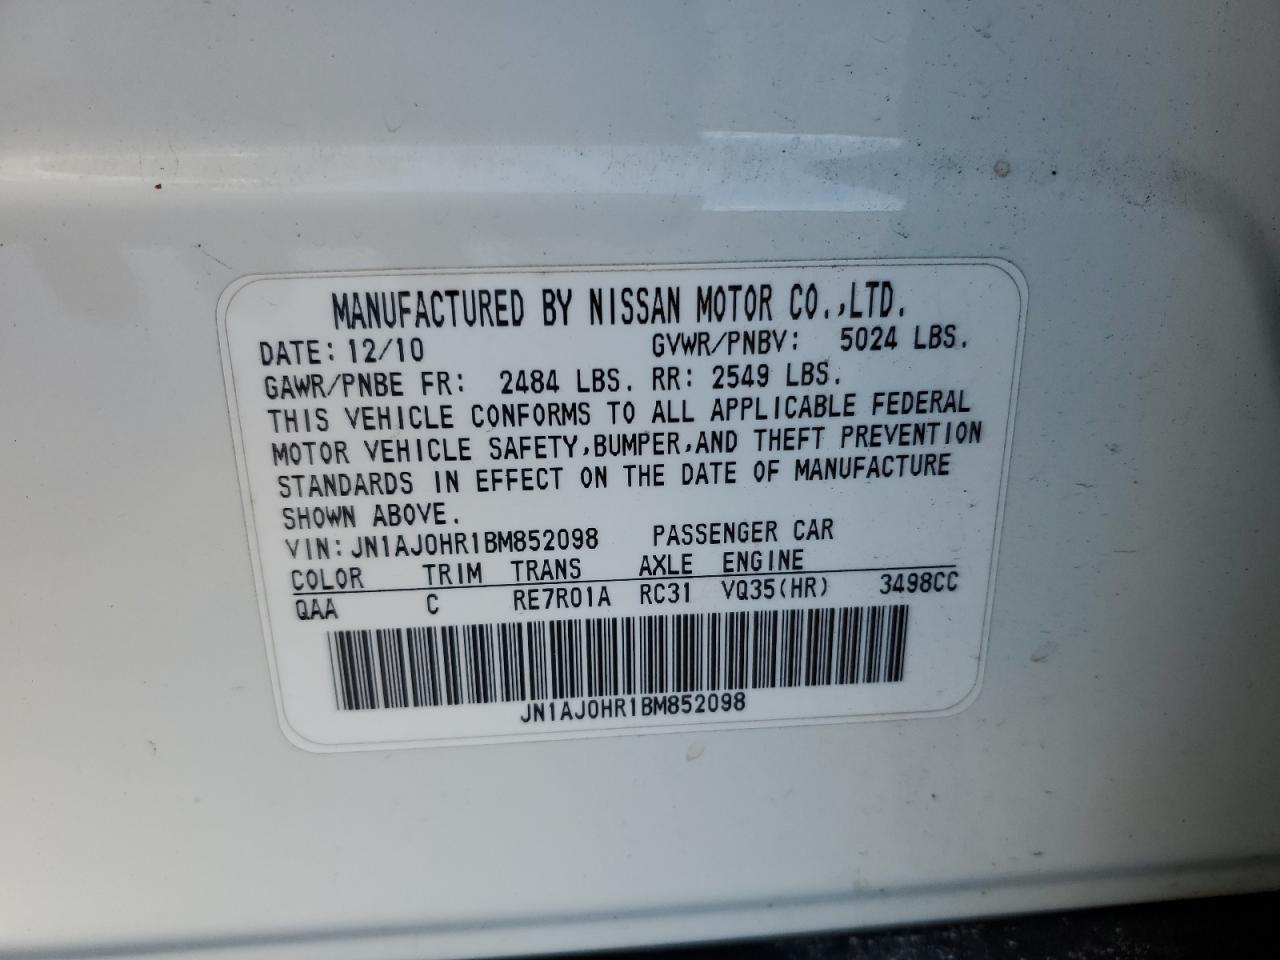 MANUFACTURED BY NISSAN MOTOR CO.,LTD.
DATE: 12/10 GVWR/PNBV: 5024 LBS.
GAWR/PNBE FR: 2484 LBS. RR: 2549 LBS.
THIS VEHICLE CONFORMS TO ALL APPLICABLE FEDERAL
MOTOR VEHICLE SAFETY,BUMPER,AND THEFT PREVENTION
STANDARDS IN EFFECT ON THE DATE OF MANUFACTURE
SHOWN ABOVE.
VIN: JN1AJ0HR1BM852098 PASSENGER CAR
COLOR TRIM TRANS AXLE ENGINE
QAA C RE7R01A RC31 VQ35(HR) 3498CC
JN1AJ0HR1BM852098